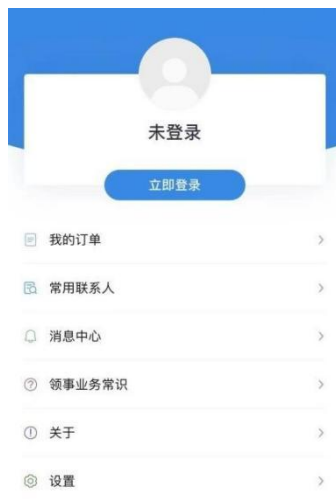 未登录
立即登录
我的订单
常用联系人
消息中心
领事业务常识
关于
设置